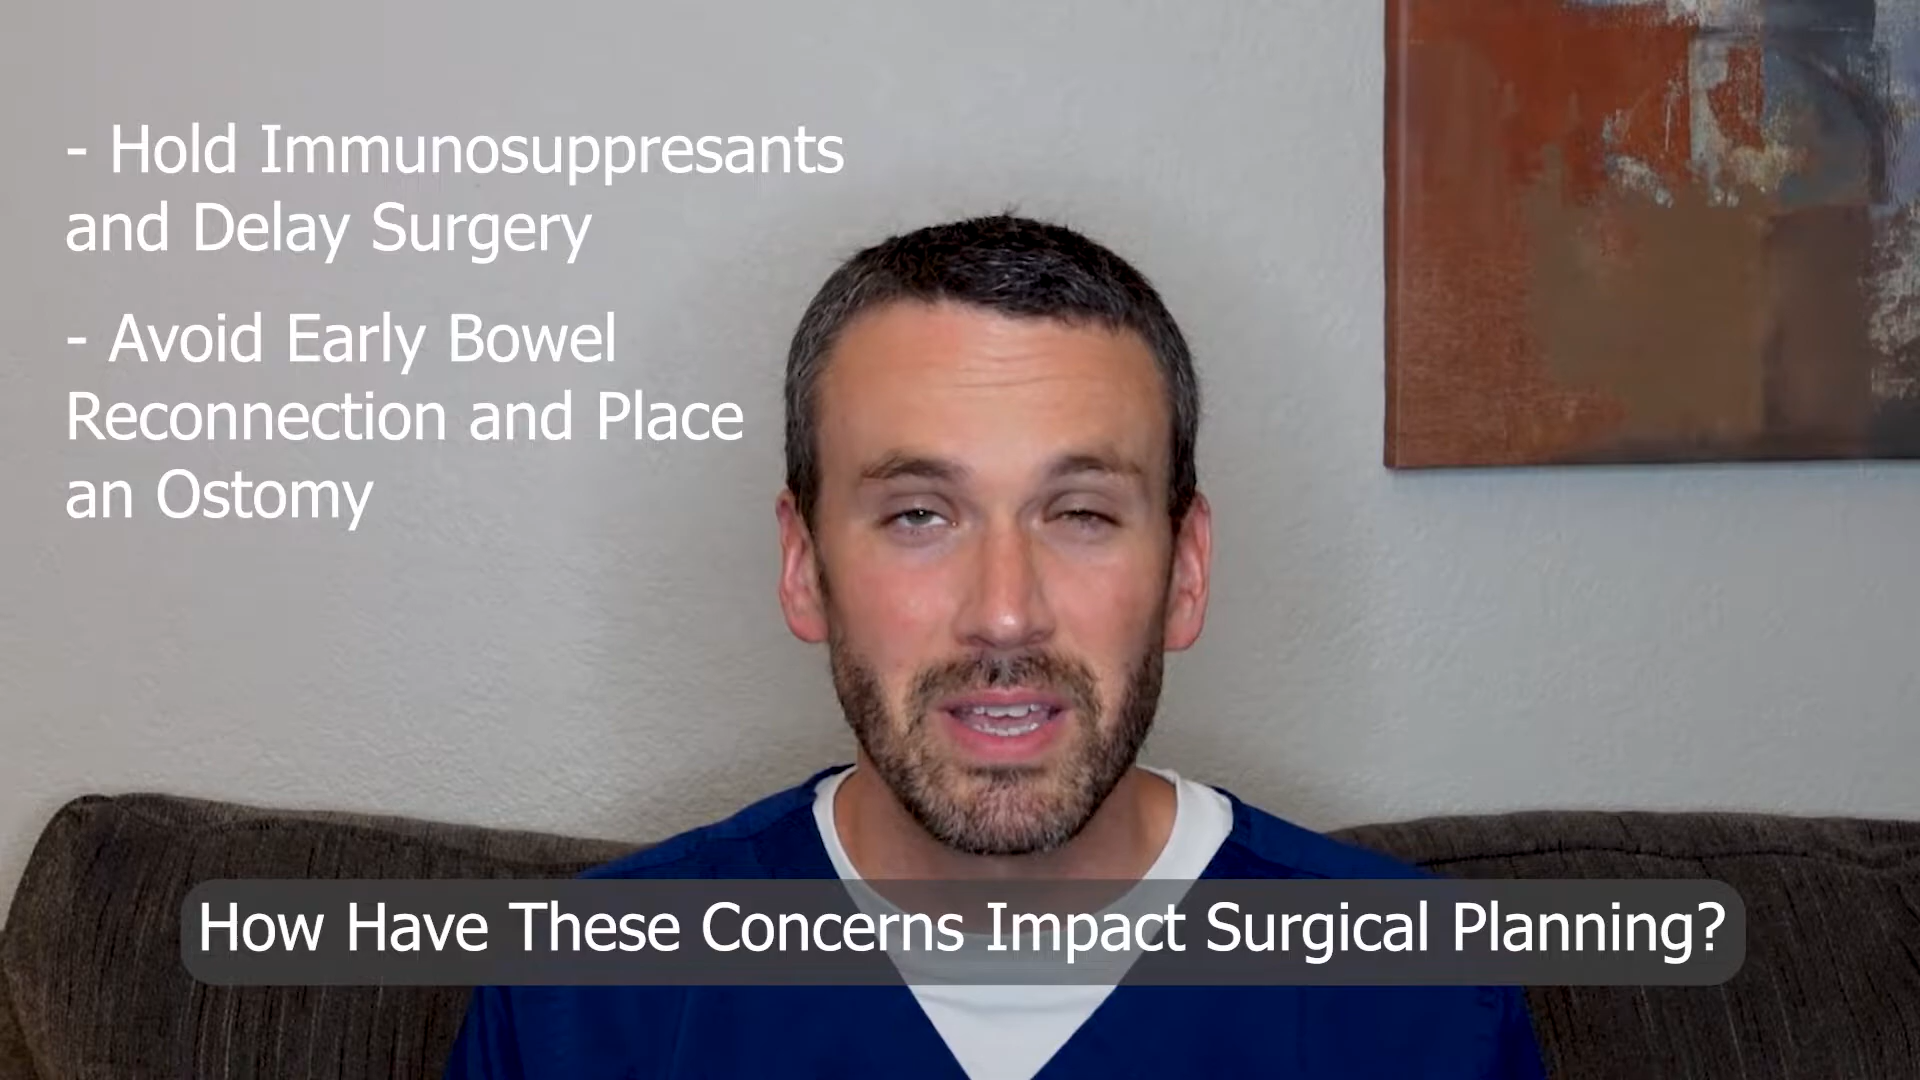 - Hold Immunosuppresants
and Delay Surgery
- Avoid Early Bowel
Reconnection and Place
an Ostomy
How Have These Concerns Impact Surgical Planning?